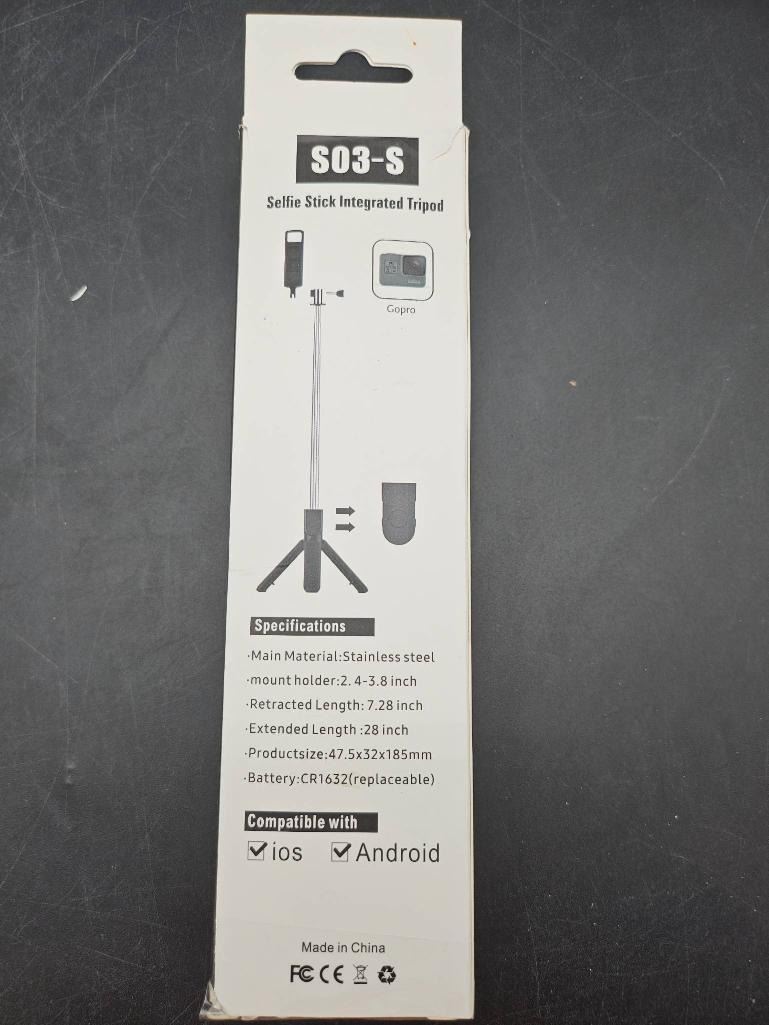 S03-S
Selfie Stick Integrated Tripod
Gopro
Specifications
·Main Material:Stainless steel
·mount holder:2. 4-3.8 inch
·Retracted Length: 7.28 inch
·Extended Length :28 inch
·Productsize:47.5x32x185mm
·Battery:CR1632(replaceable)
Compatible with
ios Android
Made in China
FC CE